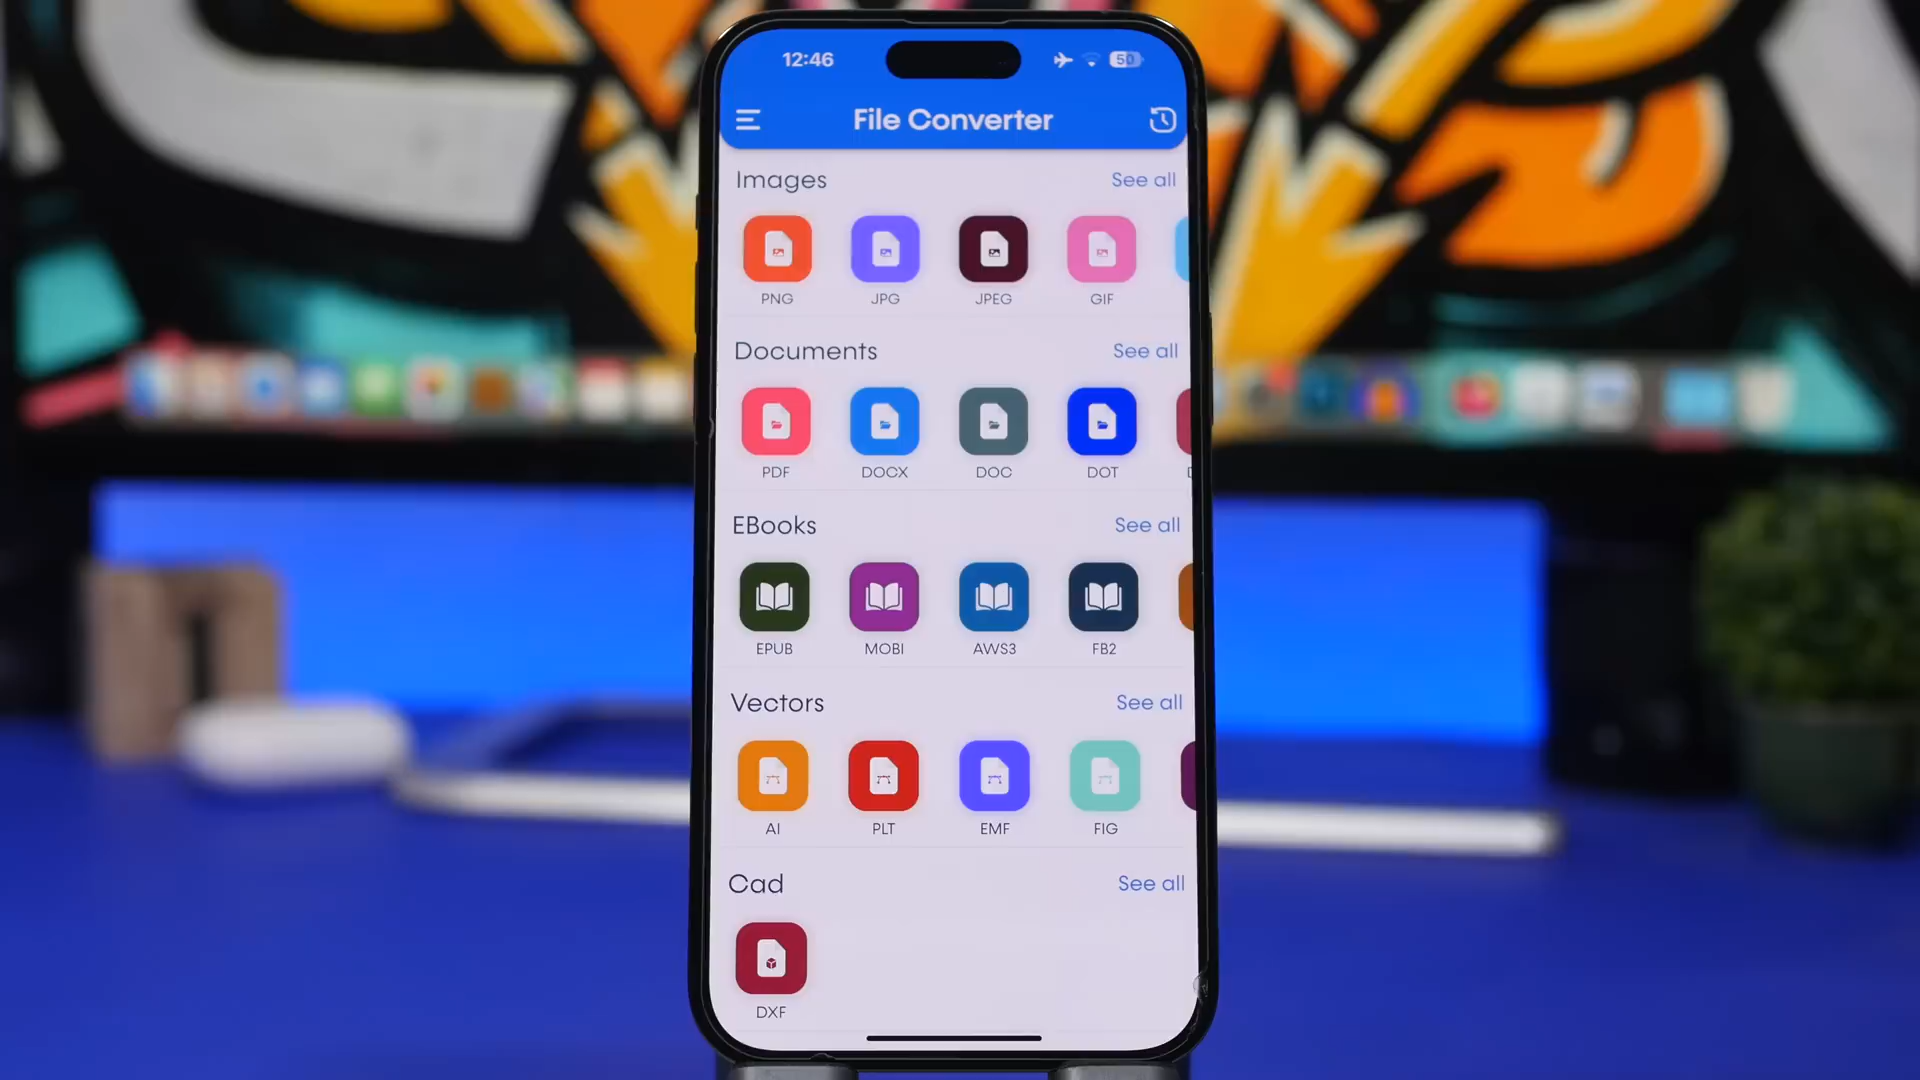 12:46
50
File Converter
Images See all
PNG JPG JPEG GIF
Documents See all
PDF DOCX DOC DOT
EBooks See all
EPUB MOBI AWS3 FB2
Vectors See all
AI PLT EMF FIG
Cad See all
DXF